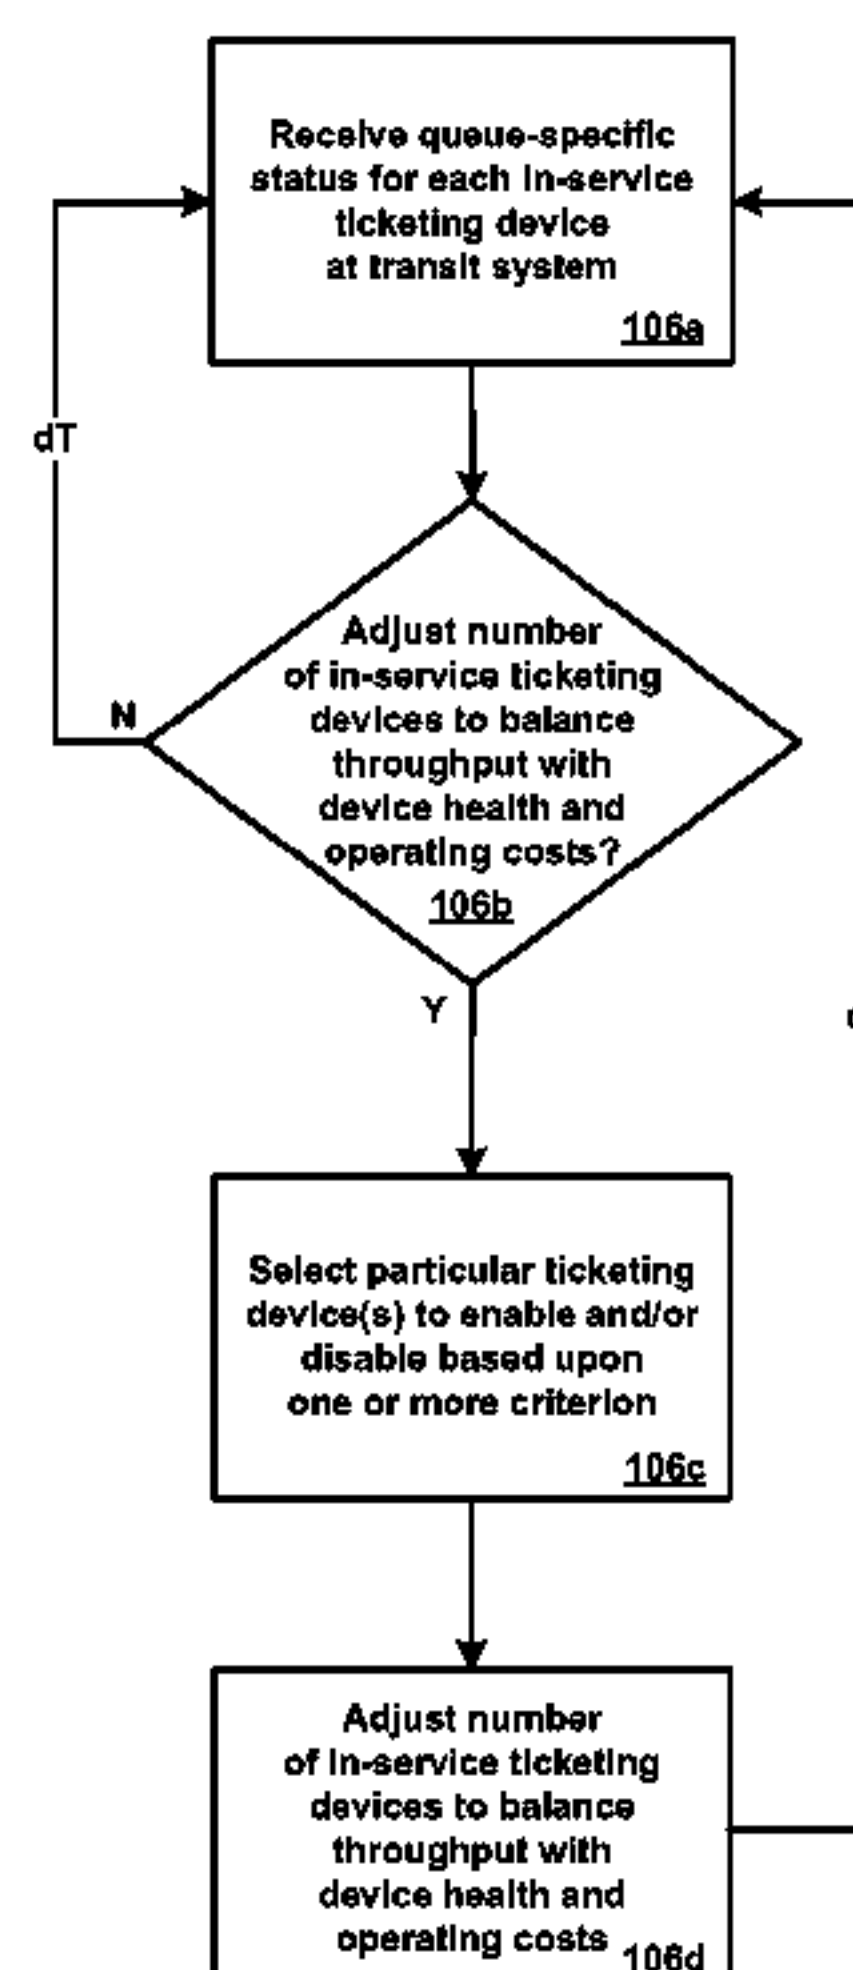 Receive queue-specific
status for each in-service
ticketing device
at transit system
106a
dT
Adjust number
of in-service ticketing
devices to balance
throughput with
device health and
operating costs?
106b
N
Y
Select particular ticketing
device(s) to enable and/or
disable based upon
one or more criterion
106c
Adjust number
of in-service ticketing
devices to balance
throughput with
device health and
operating costs
106d